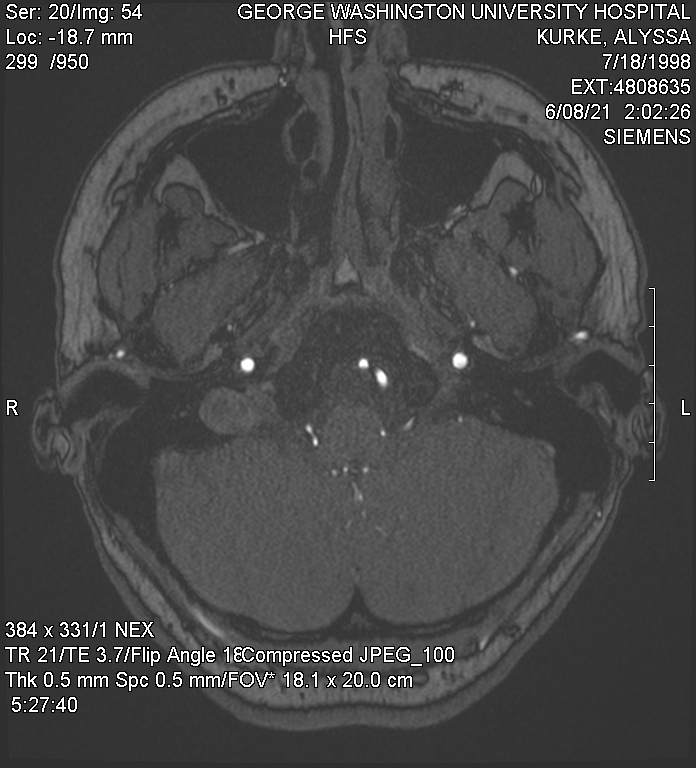 Ser: 20/Img: 54
Loc: -18.7 mm
299 /950
HFS
GEORGE WASHINGTON UNIVERSITY HOSPITAL
KURKE, ALYSSA
7/18/1998
EXT:4808635
6/08/21 2:02:26
SIEMENS
R
L
384 x 331/1 NEX
TR 21/TE 3.7/Flip Angle 18Compressed JPEG_100
Thk 0.5 mm Spc 0.5 mm/FOV* 18.1 x 20.0 cm
5:27:40